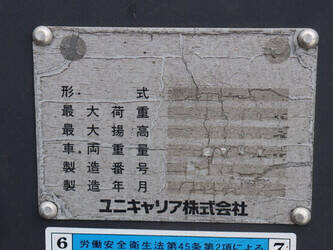 形式
最大荷重
最大揚高
車両重量
製造番号
製造年月
ユニキャリア株式会社
6 労働安全衛生法第45条第2項による 7